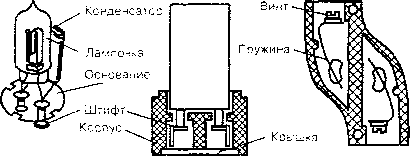 Конденсатор
Лампочка
Основание
Штифт
Корпус
Крышка
Винт
Пружина